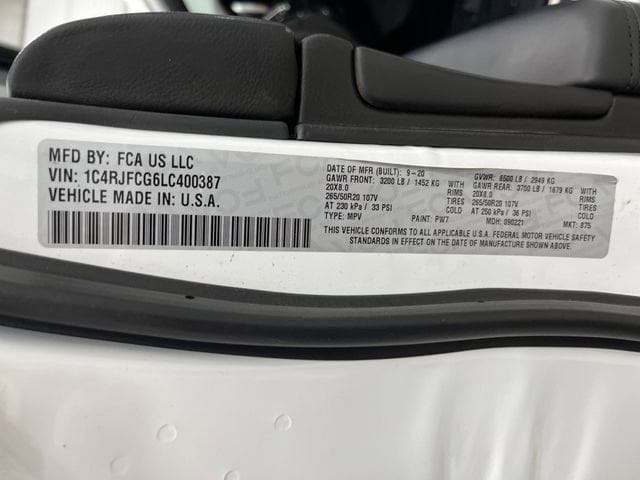 MFD BY: FCA US LLC
VIN: 1C4RJFCG6LC400387
VEHICLE MADE IN: U.S.A.
DATE OF MFR (BUILT): 9-20 GVWR: 6500 LB / 2949 KG
GAWR FRONT: 3200 LB / 1452 KG WITH GAWR REAR: 3700 LB / 1679 KG WITH
20X8.0 RIMS 20X8.0 RIMS
265/50R20 107V TIRES 265/50R20 107V TIRES
AT 230 kPa / 33 PSI COLD AT 250 kPa / 36 PSI COLD
TYPE: MPV PAINT: PW7 MDH: 090221 MKT: 875
THIS VEHICLE CONFORMS TO ALL APPLICABLE U.S.A. FEDERAL MOTOR VEHICLE SAFETY
STANDARDS IN EFFECT ON THE DATE OF MANUFACTURE SHOWN ABOVE.